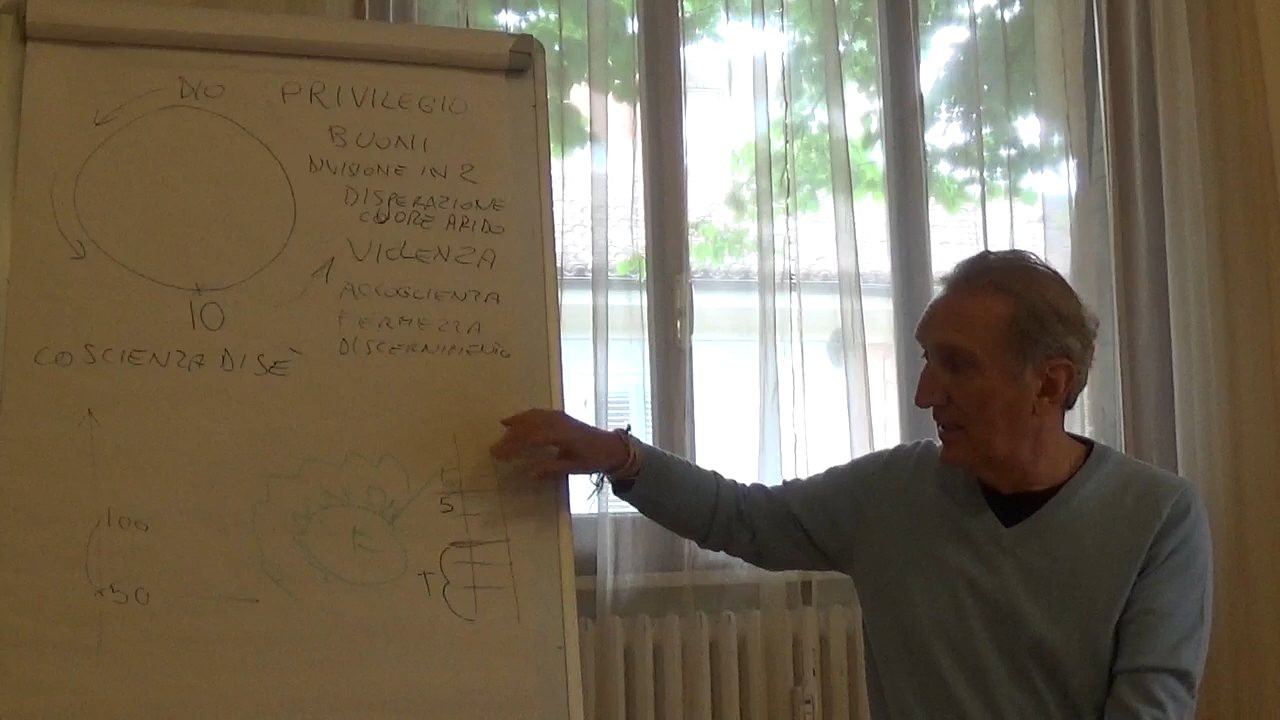 DIO PRIVILEGIO
BUONI
DIVISIONE IN 2
DISPERAZIONE
CUORE ARIDO
VIOLENZA
ACCOGLIENZA
FERMEZZA
DISCERNIMENTO
IO
COSCIENZA DI SÈ
100
50
5
T